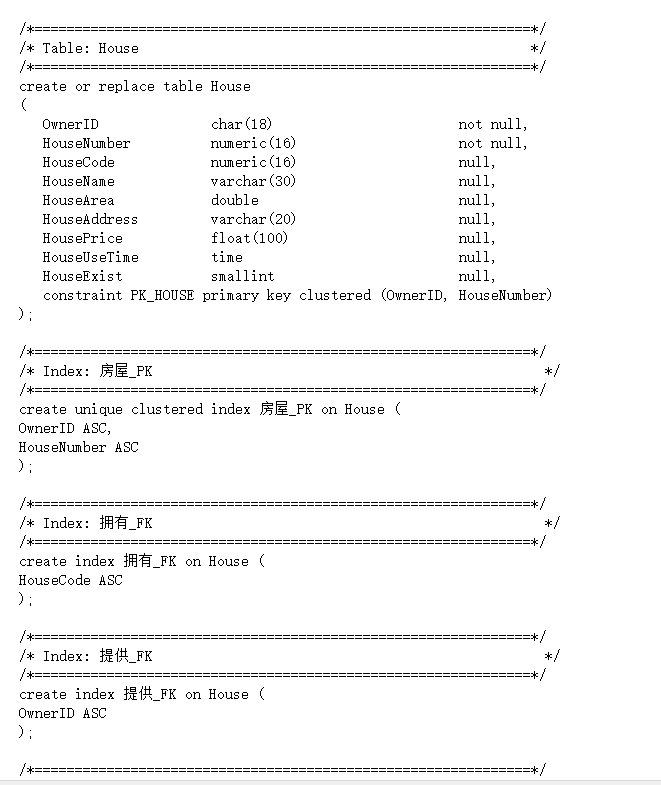 /*==============================================================*/
/* Table: House                                                 */
/*==============================================================*/
create or replace table House
(
   OwnerID              char(18)                       not null,
   HouseNumber          numeric(16)                    not null,
   HouseCode            numeric(16)                    null,
   HouseName            varchar(30)                    null,
   HouseArea            double                         null,
   HouseAddress         varchar(20)                    null,
   HousePrice           float(100)                     null,
   HouseUseTime         time                           null,
   HouseExist           smallint                       null,
   constraint PK_HOUSE primary key clustered (OwnerID, HouseNumber)
);

/*==============================================================*/
/* Index: 房屋_PK                                                 */
/*==============================================================*/
create unique clustered index 房屋_PK on House (
OwnerID ASC,
HouseNumber ASC
);

/*==============================================================*/
/* Index: 拥有_FK                                                 */
/*==============================================================*/
create index 拥有_FK on House (
HouseCode ASC
);

/*==============================================================*/
/* Index: 提供_FK                                                 */
/*==============================================================*/
create index 提供_FK on House (
OwnerID ASC
);

/*==============================================================*/